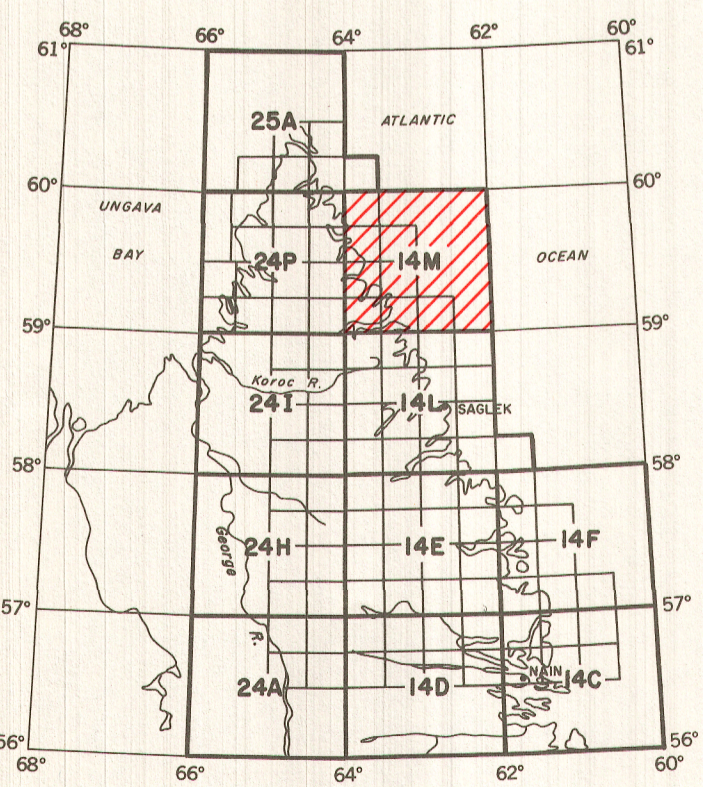 68° 66° 64° 62° 60°
61° 61°
25A ATLANTIC
60° 60°
UNGAVA
BAY 24P 14M OCEAN
59° 59°
Koroc R.
24I 14L SAGLEK
58° 58°
George 24H 14E 14F
57° 57°
R.
NAIN
24A 14D 14C
56° 56°
68° 66° 64° 62° 60°